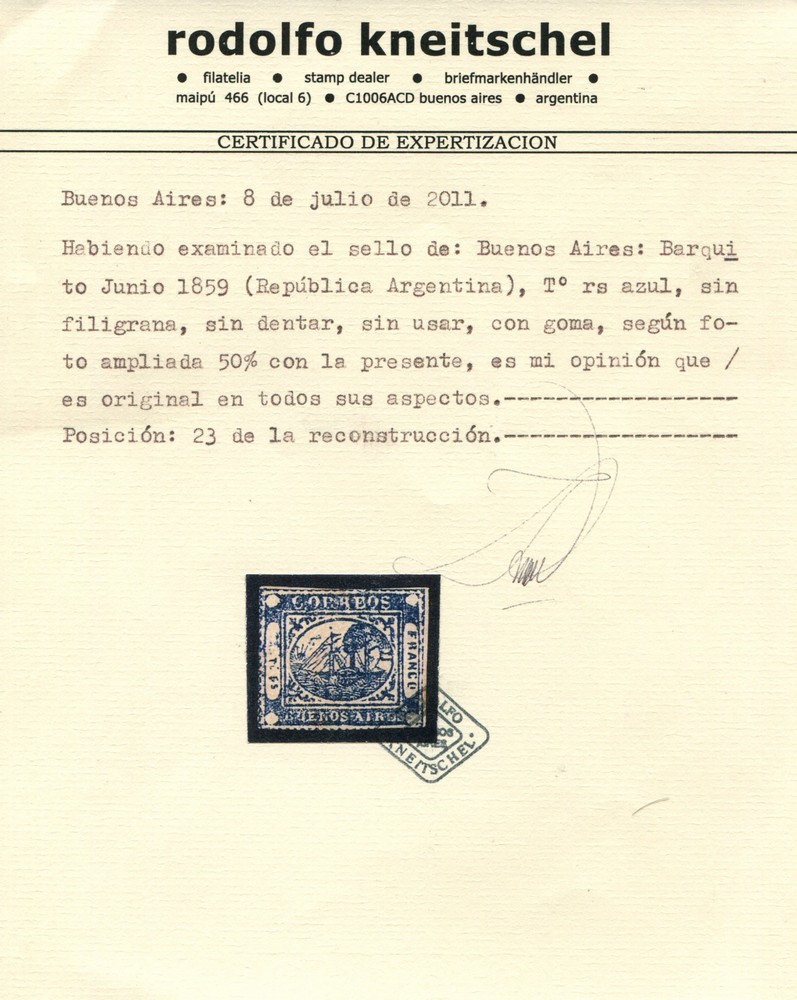 rodolfo kneitschel
● filatelia ● stamp dealer ● briefmarkenhändler ●
maipú 466 (local 6) ● C1006ACD buenos aires ● argentina
CERTIFICADO DE EXPERTIZACION
Buenos Aires: 8 de julio de 2011.
Habiendo examinado el sello de: Buenos Aires: Barqui
to Junio 1859 (República Argentina), Tº rs azul, sin
filigrana, sin dentar, sin usar, con goma, según fo-
to ampliada 50% con la presente, es mi opinión que /
es original en todos sus aspectos.------------------
Posición: 23 de la reconstrucción.------------------
CORREOS
FRANCO
BUENOS AIRES
KNEITSCHEL